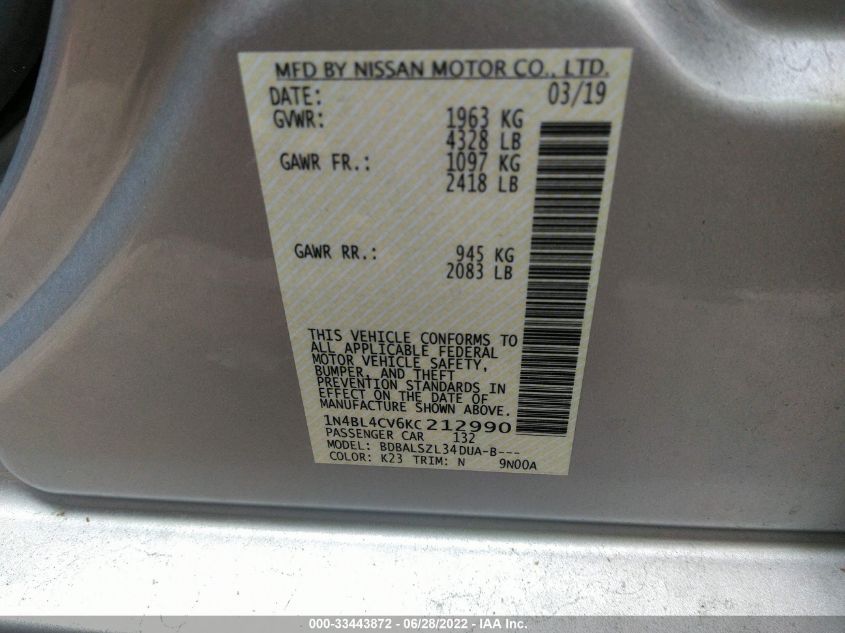 MFD BY NISSAN MOTOR CO., LTD.
DATE: 03/19
GVWR: 1963 KG
4328 LB
GAWR FR.: 1097 KG
2418 LB
GAWR RR.: 945 KG
2083 LB
THIS VEHICLE CONFORMS TO
ALL APPLICABLE FEDERAL
MOTOR VEHICLE SAFETY,
BUMPER, AND THEFT
PREVENTION STANDARDS IN
EFFECT ON THE DATE OF
MANUFACTURE SHOWN ABOVE.
1N4BL4CV6KC212990
PASSENGER CAR 132
MODEL: BDBALSZL34DUA-B---
COLOR: K23 TRIM: N 9N00A
000-33443872 — 06/28/2022 — IAA Inc.